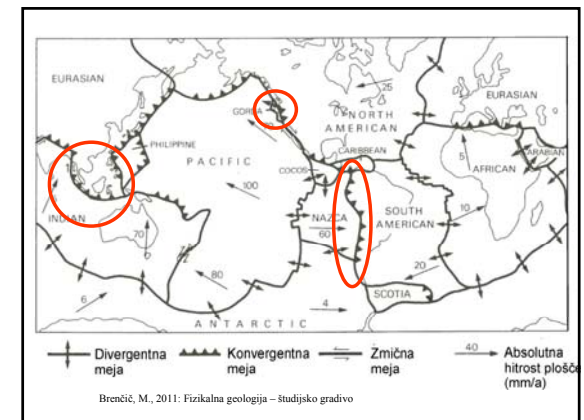 EURASIAN
25
EURASIAN
GORDA
NORTH
AMERICAN
PHILIPPINE
CARIBBEAN
ARABIAN
PACIFIC
COCOS
5
AFRICAN
100
INDIAN
NAZCA
SOUTH
AMERICAN
10
60
70
80
20
SCOTIA
6
4
ANTARCTIC
Divergentna meja
Konvergentna meja
Zmična meja
40 Absolutna hitrost plošče (mm/a)
Brenčič, M., 2011: Fizikalna geologija – študijsko gradivo